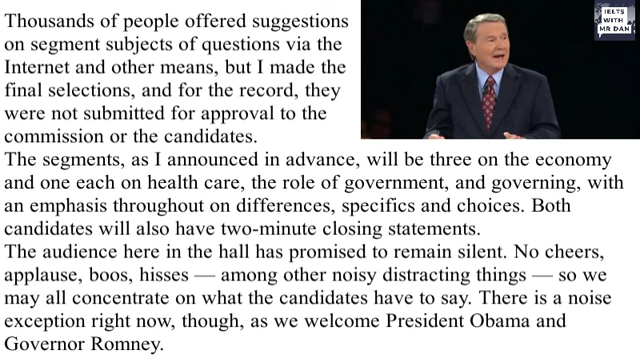 Thousands of people offered suggestions
on segment subjects of questions via the
Internet and other means, but I made the
final selections, and for the record, they
were not submitted for approval to the
commission or the candidates.
The segments, as I announced in advance, will be three on the economy
and one each on health care, the role of government, and governing, with
an emphasis throughout on differences, specifics and choices. Both
candidates will also have two-minute closing statements.
The audience here in the hall has promised to remain silent. No cheers,
applause, boos, hisses — among other noisy distracting things — so we
may all concentrate on what the candidates have to say. There is a noise
exception right now, though, as we welcome President Obama and
Governor Romney.
IELTS
WITH
MR DAN